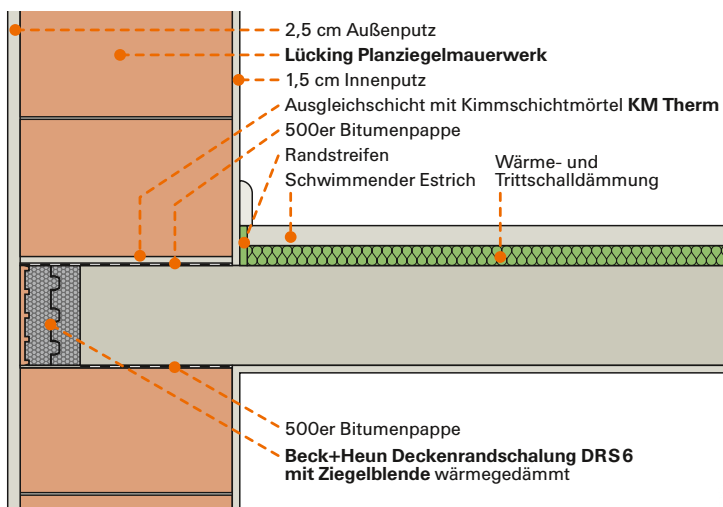 2,5 cm Außenputz
Lücking Planziegelmauerwerk
1,5 cm Innenputz
Ausgleichschicht mit Kimmschichtmörtel KM Therm
500er Bitumenpappe
Randstreifen
Schwimmender Estrich
Wärme- und
Trittschalldämmung
500er Bitumenpappe
Beck+Heun Deckenrandschalung DRS 6
mit Ziegelblende wärmegedämmt